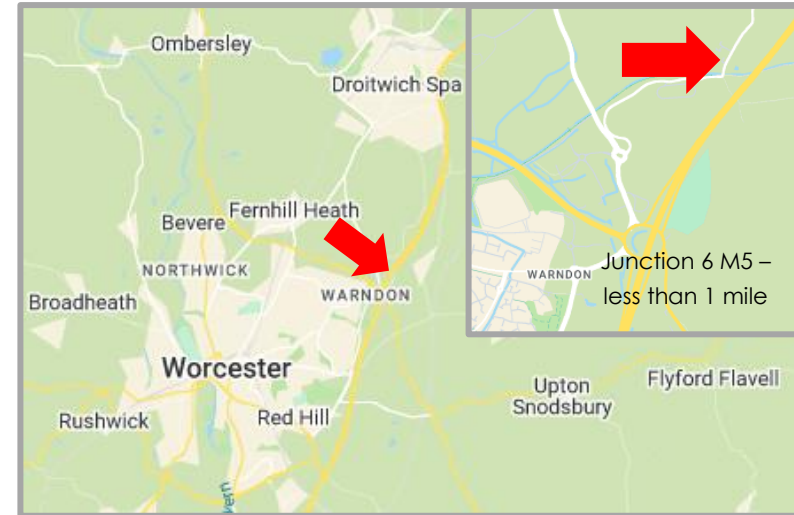 Ombersley
Droitwich Spa
Fernhill Heath
Bevere
NORTHWICK
WARNDON
Broadheath
Worcester
Upton
Snodsbury
Flyford Flavell
Rushwick
Red Hill
vern
WARNDON
Junction 6 M5 –
less than 1 mile